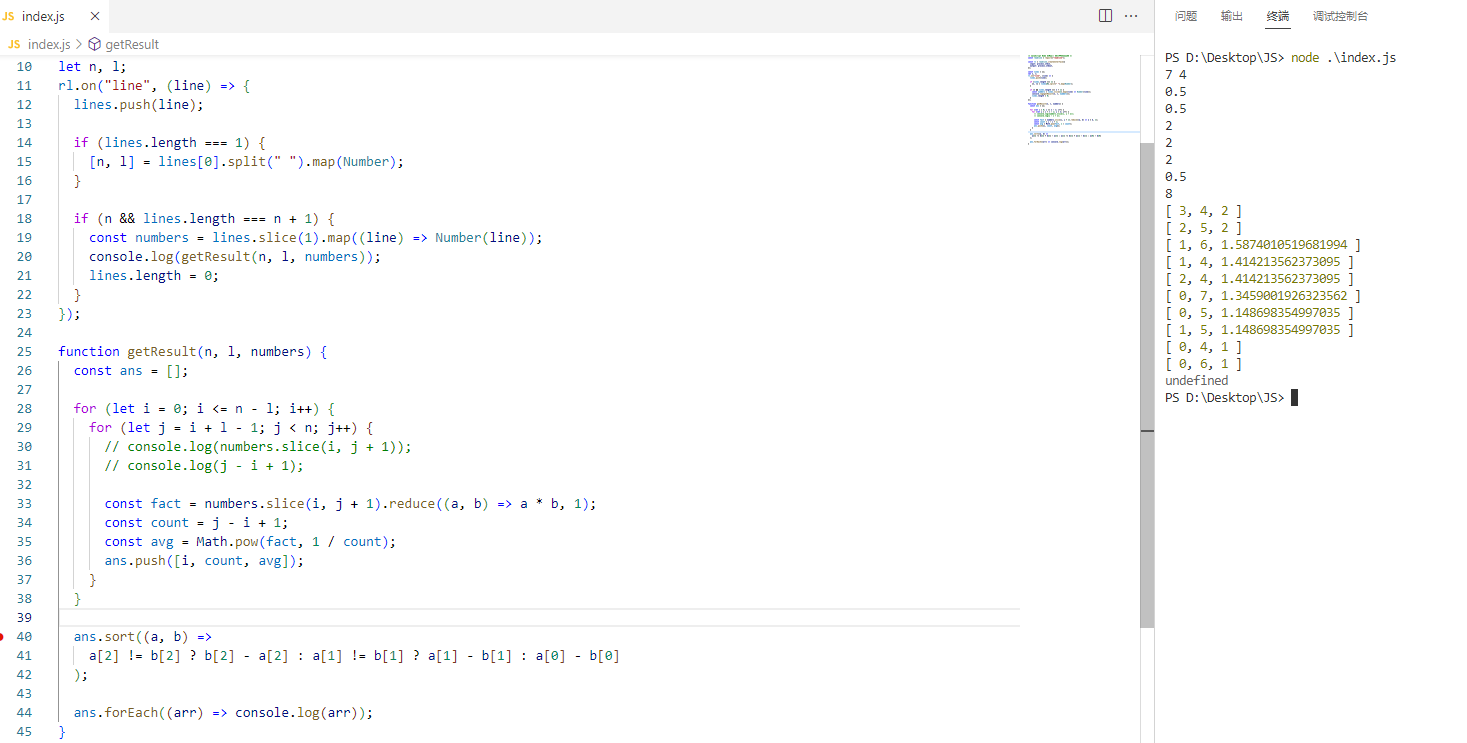 JS index.js ×
JS index.js > getResult
10 let n, l;
11 rl.on("line", (line) => {
12 lines.push(line);
13
14 if (lines.length === 1) {
15 [n, l] = lines[0].split(" ").map(Number);
16 }
17
18 if (n && lines.length === n + 1) {
19 const numbers = lines.slice(1).map((line) => Number(line));
20 console.log(getResult(n, l, numbers));
21 lines.length = 0;
22 }
23 });
24
25 function getResult(n, l, numbers) {
26 const ans = [];
27
28 for (let i = 0; i <= n - l; i++) {
29 for (let j = i + l - 1; j < n; j++) {
30 // console.log(numbers.slice(i, j + 1));
31 // console.log(j - i + 1);
32
33 const fact = numbers.slice(i, j + 1).reduce((a, b) => a * b, 1);
34 const count = j - i + 1;
35 const avg = Math.pow(fact, 1 / count);
36 ans.push([i, count, avg]);
37 }
38 }
39
40 ans.sort((a, b) =>
41 a[2] != b[2] ? b[2] - a[2] : a[1] != b[1] ? a[1] - b[1] : a[0] - b[0]
42 );
43
44 ans.forEach((arr) => console.log(arr));
45 }
问题 输出 终端 调试控制台
PS D:\Desktop\JS> node .\index.js
7 4
0.5
0.5
2
2
2
0.5
8
[ 3, 4, 2 ]
[ 2, 5, 2 ]
[ 1, 6, 1.5874010519681994 ]
[ 1, 4, 1.414213562373095 ]
[ 2, 4, 1.414213562373095 ]
[ 0, 7, 1.3459001926323562 ]
[ 0, 5, 1.148698354997035 ]
[ 1, 5, 1.148698354997035 ]
[ 0, 4, 1 ]
[ 0, 6, 1 ]
undefined
PS D:\Desktop\JS>